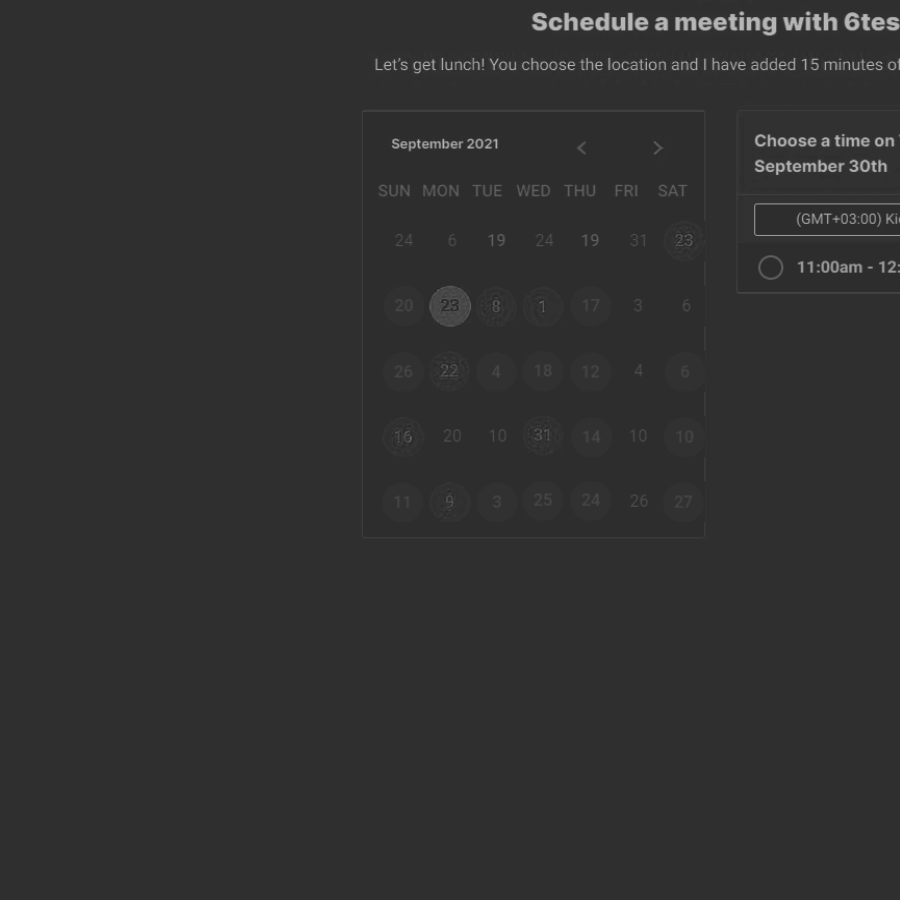 Schedule a meeting with 6tes
Let's get lunch! You choose the location and I have added 15 minutes of
September 2021
SUN MON TUE WED THU FRI SAT
24 6 19 24 19 31 23
20 23 8 1 17 3 6
26 22 4 18 12 4 6
16 20 10 31 14 10 10
11 9 3 25 24 26 27
Choose a time on
September 30th
(GMT+03:00) Ki
11:00am - 12: